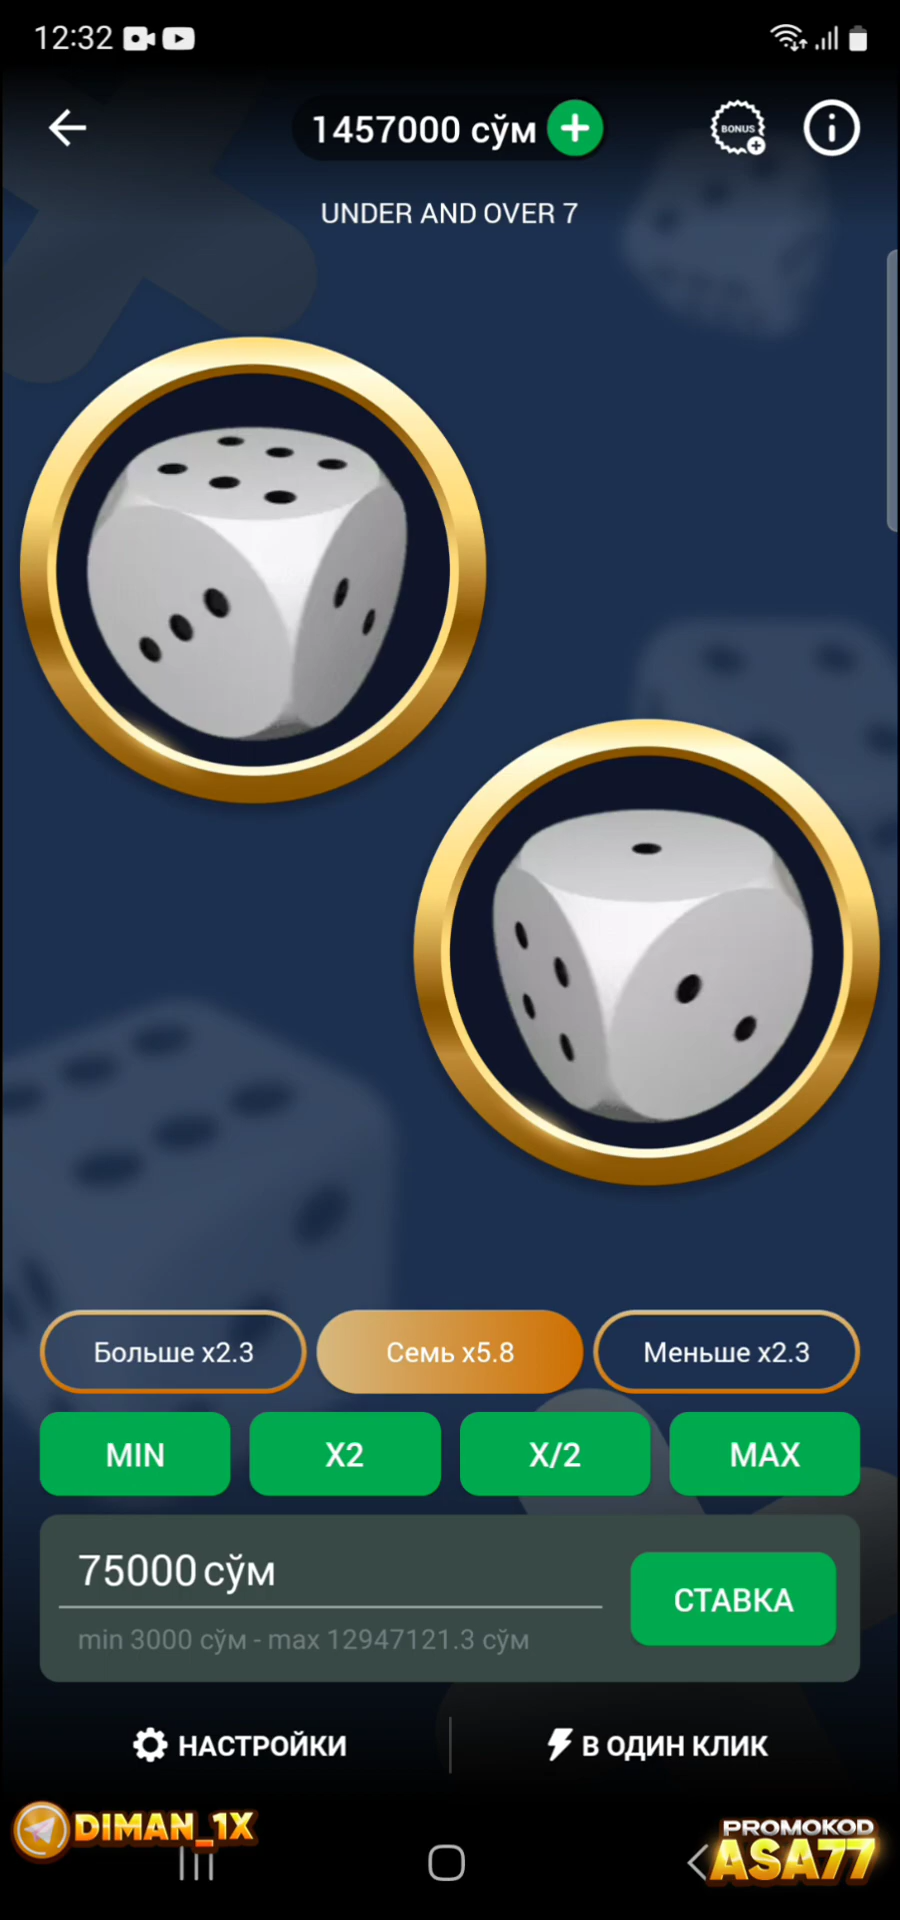 12:32
1457000 сўм
BONUS
UNDER AND OVER 7
Больше x2.3
Семь x5.8
Меньше x2.3
MIN
X2
X/2
MAX
75000 сўм
СТАВКА
min 3000 сўм - max 12947121.3 сўм
НАСТРОЙКИ
В ОДИН КЛИК
DIMAN_1X
PROMOKOD
ASA77